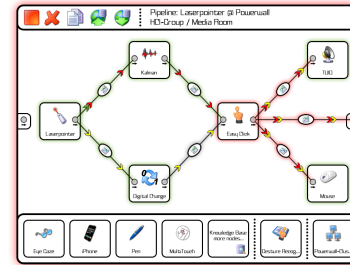 Pipeline: Laserpointer @ Powerwall
HD-Group / Media Room
Kalman
TUIO
Laserpointer
Easy Click
Digital Change
Mouse
Eye Gaze
iPhone
Pen
MultiTouch
Knowledge Base
more nodes...
Gesture Recog.
Powerwall-Clus.